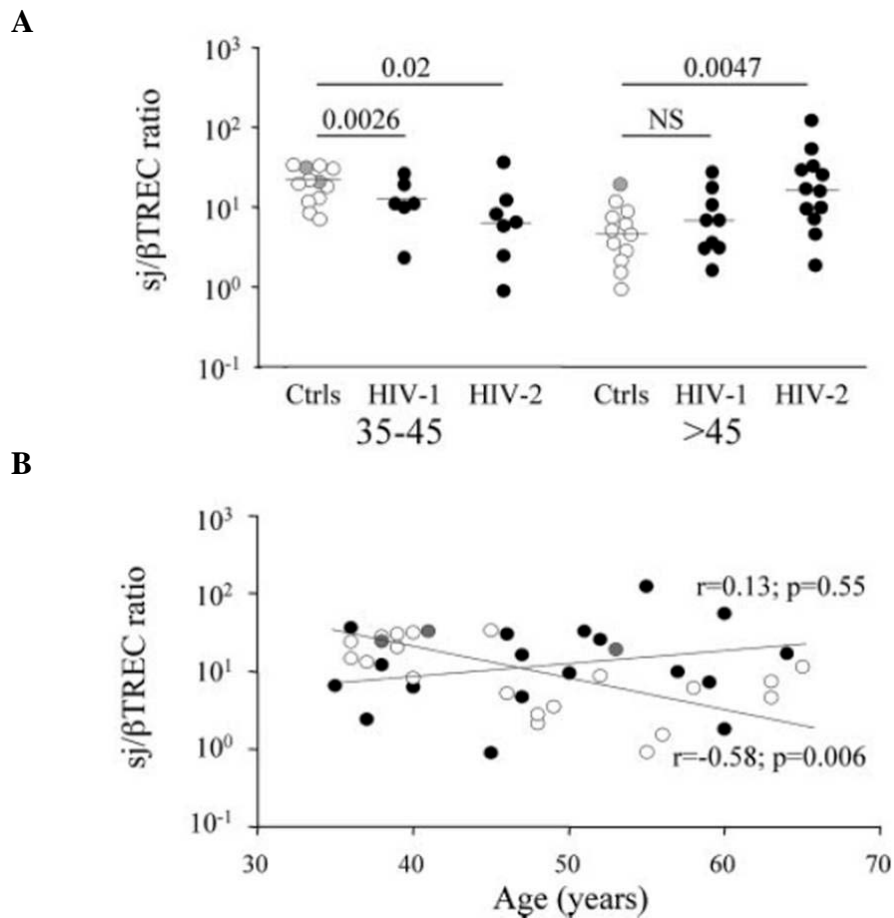 A
10³
0.02
0.0047
10²
0.0026
NS
10¹
10⁰
10⁻¹
sj/βTREC ratio
Ctrls HIV-1 HIV-2 Ctrls HIV-1 HIV-2
35-45 >45
B
10³
10²
r=0.13; p=0.55
10¹
10⁰
r=-0.58; p=0.006
10⁻¹
sj/βTREC ratio
30 40 50 60 70
Age (years)